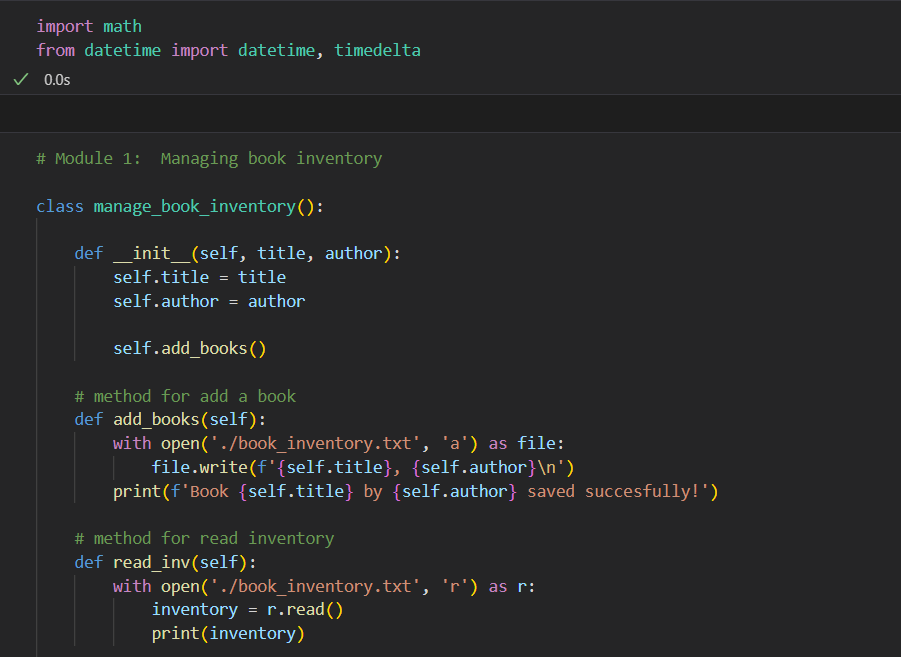 import math
from datetime import datetime, timedelta
✓ 0.0s
# Module 1:  Managing book inventory
class manage_book_inventory():
def __init__(self, title, author):
self.title = title
self.author = author
self.add_books()
# method for add a book
def add_books(self):
with open('./book_inventory.txt', 'a') as file:
file.write(f'{self.title}, {self.author}\n')
print(f'Book {self.title} by {self.author} saved succesfully!')
# method for read inventory
def read_inv(self):
with open('./book_inventory.txt', 'r') as r:
inventory = r.read()
print(inventory)